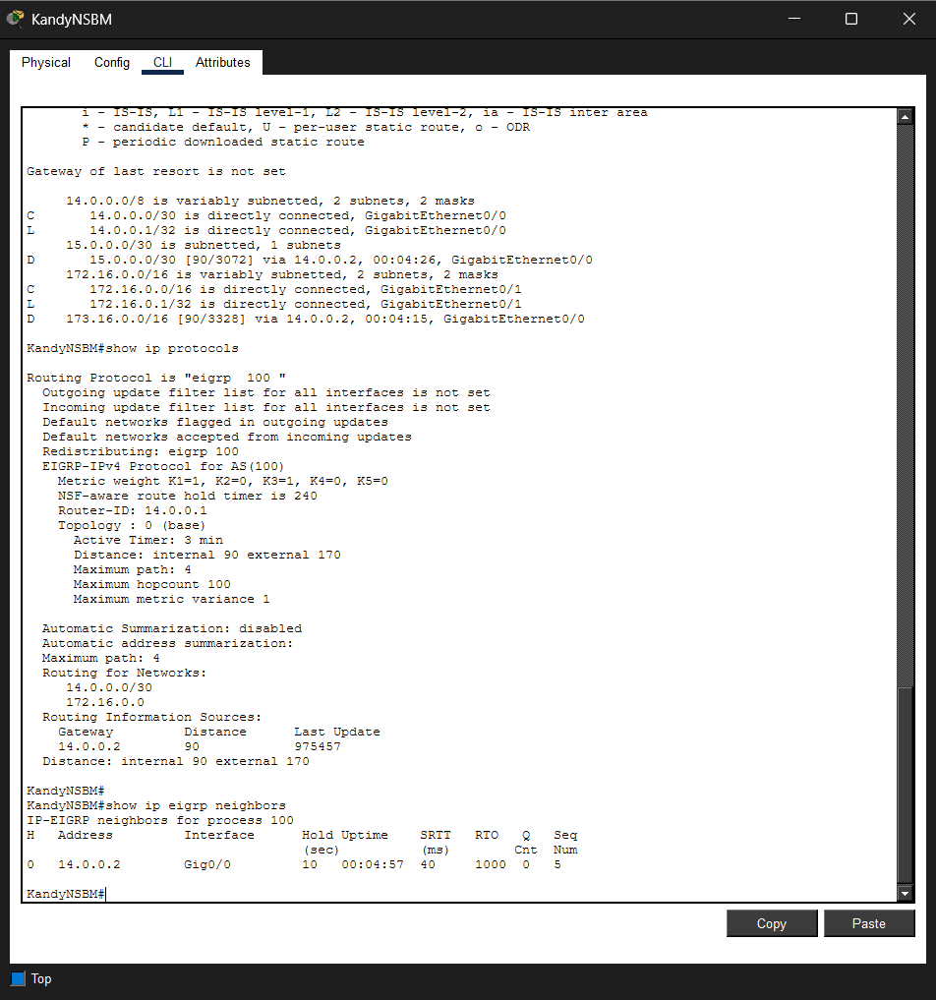 KandyNSBM
Physical Config CLI Attributes
i - IS-IS, L1 - IS-IS level-1, L2 - IS-IS level-2, ia - IS-IS inter area
* - candidate default, U - per-user static route, o - ODR
P - periodic downloaded static route
Gateway of last resort is not set
14.0.0.0/8 is variably subnetted, 2 subnets, 2 masks
C 14.0.0.0/30 is directly connected, GigabitEthernet0/0
L 14.0.0.1/32 is directly connected, GigabitEthernet0/0
15.0.0.0/30 is subnetted, 1 subnets
D 15.0.0.0/30 [90/3072] via 14.0.0.2, 00:04:26, GigabitEthernet0/0
172.16.0.0/16 is variably subnetted, 2 subnets, 2 masks
C 172.16.0.0/16 is directly connected, GigabitEthernet0/1
L 172.16.0.1/32 is directly connected, GigabitEthernet0/1
D 173.16.0.0/16 [90/3328] via 14.0.0.2, 00:04:15, GigabitEthernet0/0
KandyNSBM#show ip protocols
Routing Protocol is "eigrp  100 "
Outgoing update filter list for all interfaces is not set
Incoming update filter list for all interfaces is not set
Default networks flagged in outgoing updates
Default networks accepted from incoming updates
Redistributing: eigrp 100
EIGRP-IPv4 Protocol for AS(100)
Metric weight K1=1, K2=0, K3=1, K4=0, K5=0
NSF-aware route hold timer is 240
Router-ID: 14.0.0.1
Topology : 0 (base)
Active Timer: 3 min
Distance: internal 90 external 170
Maximum path: 4
Maximum hopcount 100
Maximum metric variance 1
Automatic Summarization: disabled
Automatic address summarization:
Maximum path: 4
Routing for Networks:
14.0.0.0/30
172.16.0.0
Routing Information Sources:
Gateway Distance Last Update
14.0.0.2 90 975457
Distance: internal 90 external 170
KandyNSBM#
KandyNSBM#show ip eigrp neighbors
IP-EIGRP neighbors for process 100
H Address Interface Hold Uptime SRTT RTO Q Seq
(sec) (ms) Cnt Num
0 14.0.0.2 Gig0/0 10 00:04:57 40 1000 0 5
KandyNSBM#
Copy Paste
Top